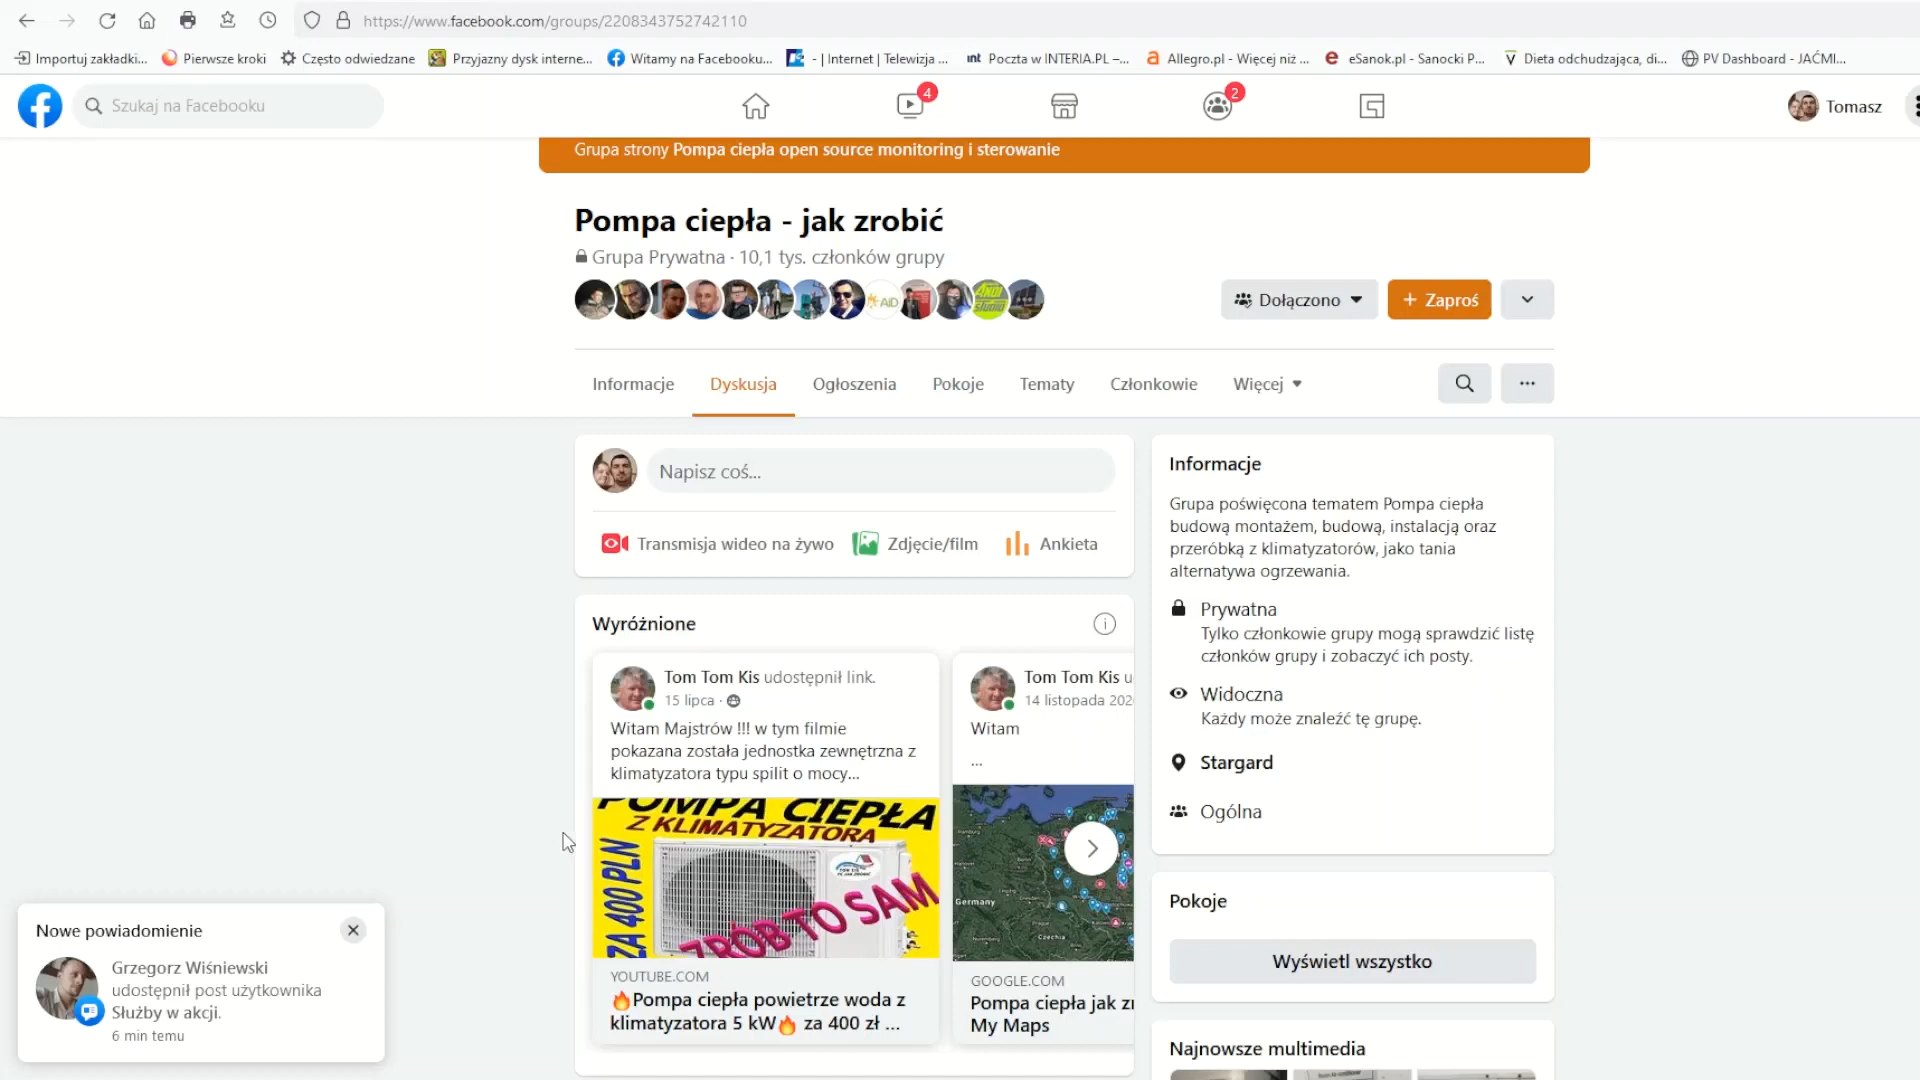 https://www.facebook.com/groups/2208343752742110
Importuj zakładki...
Pierwsze kroki
Często odwiedzane
Przyjazny dysk interne...
Witamy na Facebooku...
- | Internet | Telewizja ...
int Poczta w INTERIA.PL –...
a Allegro.pl - Więcej niż ...
e eSanok.pl - Sanocki P...
Dieta odchudzająca, di...
PV Dashboard - JAĆMI...
Szukaj na Facebooku
4
2
Tomasz
Grupa strony Pompa ciepła open source monitoring i sterowanie
Pompa ciepła - jak zrobić
Grupa Prywatna · 10,1 tys. członków grupy
AID
ANDI
STUDIO
Dołączono
+ Zaproś
Informacje
Dyskusja
Ogłoszenia
Pokoje
Tematy
Członkowie
Więcej
Napisz coś...
Transmisja wideo na żywo
Zdjęcie/film
Ankieta
Wyróżnione
Tom Tom Kis udostępnił link.
15 lipca ·
Witam Majstrów !!! w tym filmie
pokazana została jednostka zewnętrzna z
klimatyzatora typu spilit o mocy...
POMPA CIEPŁA
Z KLIMATYZATORA
ZA 400 PLN
ZRÓB TO SAM
YOUTUBE.COM
🔥Pompa ciepła powietrze woda z
klimatyzatora 5 kW🔥 za 400 zł ...
Tom Tom Kis u
14 listopada 202
Witam
...
Germany
Czechia
GOOGLE.COM
Pompa ciepła jak zr
My Maps
Informacje
Grupa poświęcona tematem Pompa ciepła
budową montażem, budową, instalacją oraz
przeróbką z klimatyzatorów, jako tania
alternatywa ogrzewania.
Prywatna
Tylko członkowie grupy mogą sprawdzić listę
członków grupy i zobaczyć ich posty.
Widoczna
Każdy może znaleźć tę grupę.
Stargard
Ogólna
Pokoje
Wyświetl wszystko
Najnowsze multimedia
Nowe powiadomienie
Grzegorz Wiśniewski
udostępnił post użytkownika
Służby w akcji.
6 min temu